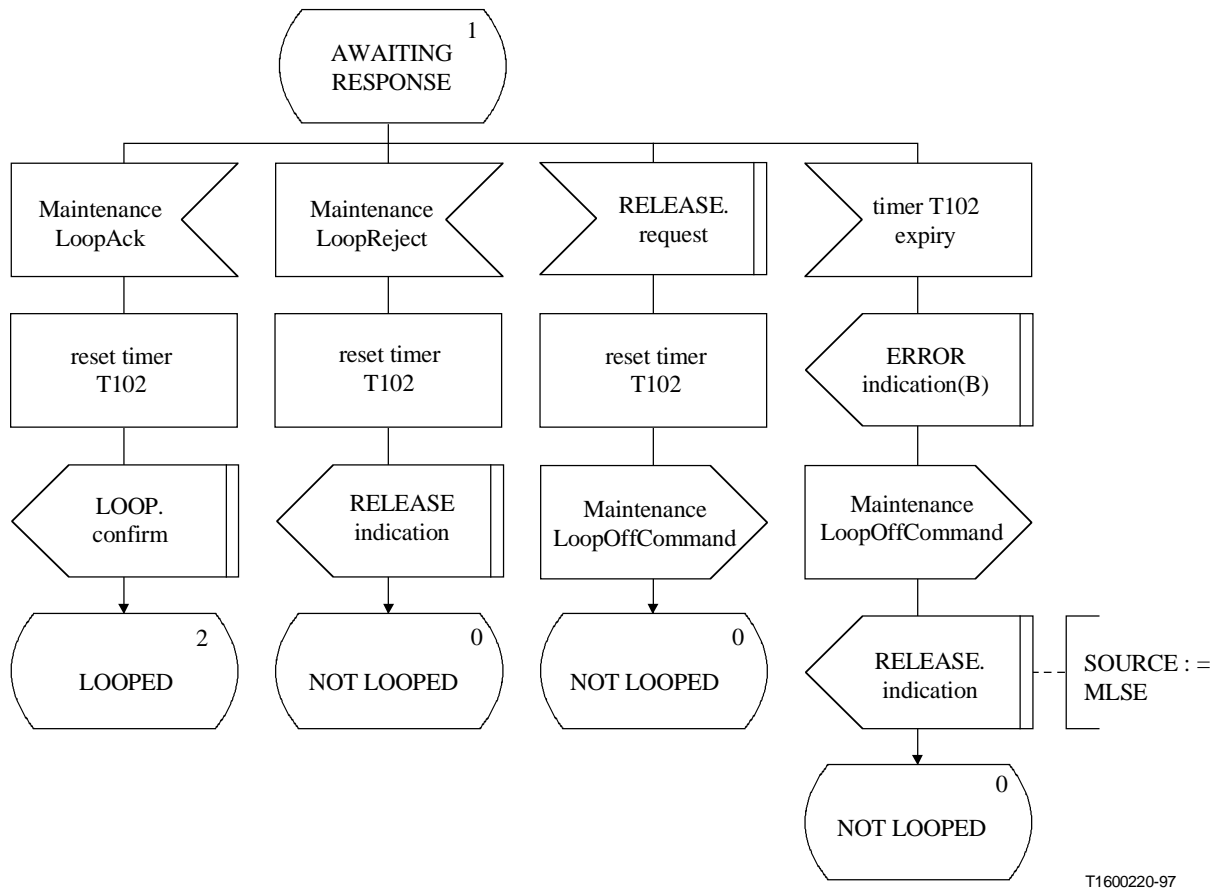 1
AWAITING
RESPONSE
Maintenance
LoopAck
Maintenance
LoopReject
RELEASE.
request
timer T102
expiry
reset timer
T102
reset timer
T102
reset timer
T102
ERROR
indication(B)
LOOP.
confirm
RELEASE
indication
Maintenance
LoopOffCommand
Maintenance
LoopOffCommand
2
LOOPED
0
NOT LOOPED
0
NOT LOOPED
RELEASE.
indication
SOURCE : =
MLSE
0
NOT LOOPED
T1600220-97